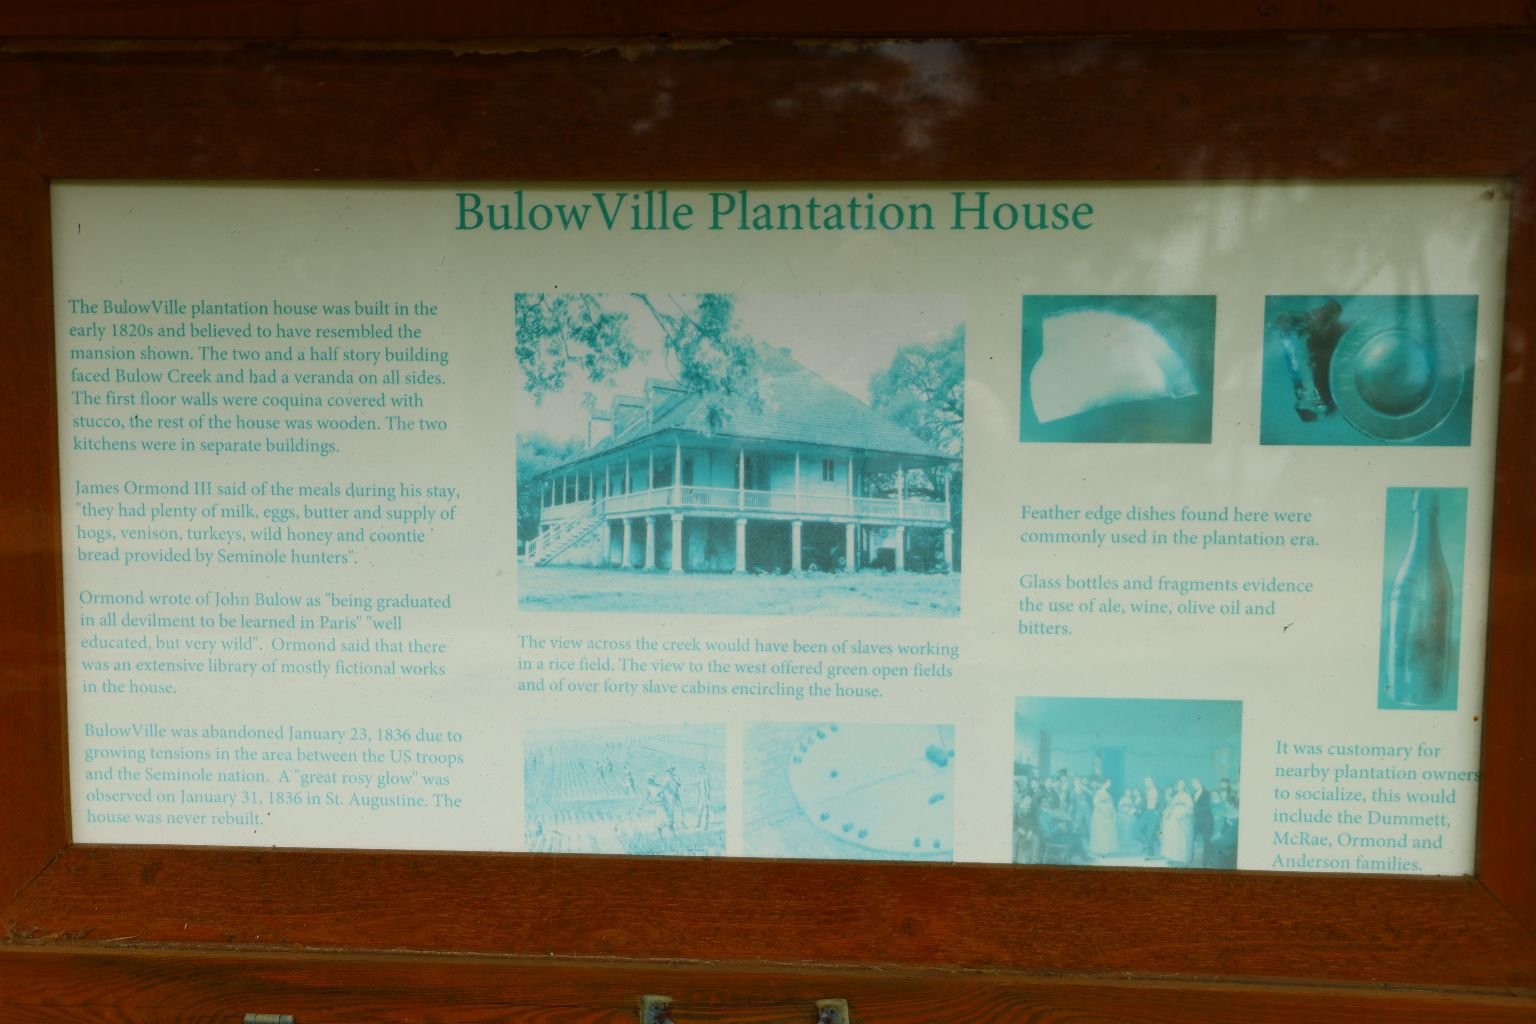 BulowVille Plantation House
The BulowVille plantation house was built in the
early 1820s and believed to have resembled the
mansion shown. The two and a half story building
faced Bulow Creek and had a veranda on all sides.
The first floor walls were coquina covered with
stucco, the rest of the house was wooden. The two
kitchens were in separate buildings.
James Ormond III said of the meals during his stay,
"they had plenty of milk, eggs, butter and supply of
hogs, venison, turkeys, wild honey and coontie
bread provided by Seminole hunters".
Ormond wrote of John Bulow as "being graduated
in all devilment to be learned in Paris" "well
educated, but very wild". Ormond said that there
was an extensive library of mostly fictional works
in the house.
BulowVille was abandoned January 23, 1836 due to
growing tensions in the area between the US troops
and the Seminole nation. A "great rosy glow" was
observed on January 31, 1836 in St. Augustine. The
house was never rebuilt.
The view across the creek would have been of slaves working
in a rice field. The view to the west offered green open fields
and of over forty slave cabins encircling the house.
Feather edge dishes found here were
commonly used in the plantation era.
Glass bottles and fragments evidence
the use of ale, wine, olive oil and
bitters.
It was customary for
nearby plantation owners
to socialize, this would
include the Dummett,
McRae, Ormond and
Anderson families.